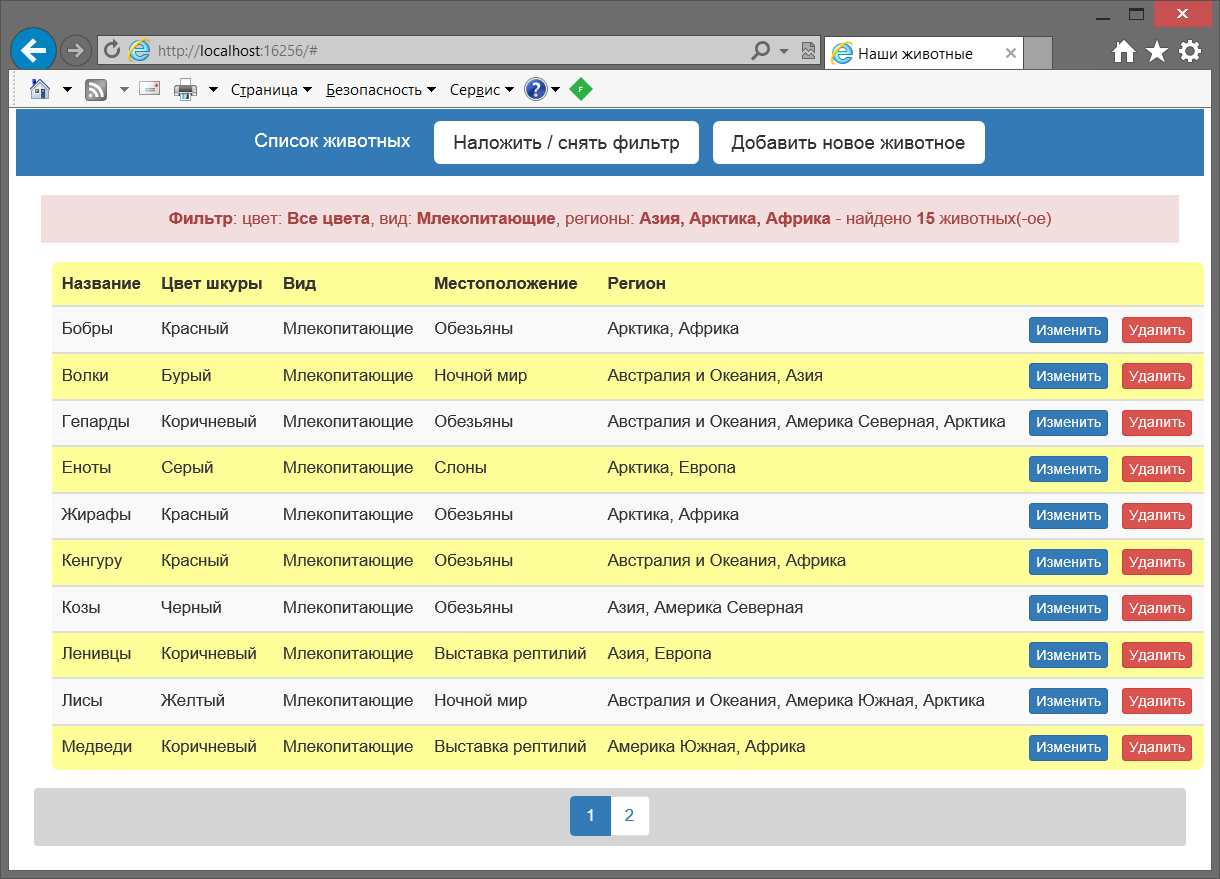 http://localhost:16256/#
Наши животные
Страница
Безопасность
Сервис
?
F
Список животных
Наложить / снять фильтр
Добавить новое животное
Фильтр: цвет: Все цвета, вид: Млекопитающие, регионы: Азия, Арктика, Африка - найдено 15 животных(-ое)
Название Цвет шкуры Вид Местоположение Регион
Бобры Красный Млекопитающие Обезьяны Арктика, Африка Изменить Удалить
Волки Бурый Млекопитающие Ночной мир Австралия и Океания, Азия Изменить Удалить
Гепарды Коричневый Млекопитающие Обезьяны Австралия и Океания, Америка Северная, Арктика Изменить Удалить
Еноты Серый Млекопитающие Слоны Арктика, Европа Изменить Удалить
Жирафы Красный Млекопитающие Обезьяны Арктика, Африка Изменить Удалить
Кенгуру Красный Млекопитающие Обезьяны Австралия и Океания, Африка Изменить Удалить
Козы Черный Млекопитающие Обезьяны Азия, Америка Северная Изменить Удалить
Ленивцы Коричневый Млекопитающие Выставка рептилий Азия, Европа Изменить Удалить
Лисы Желтый Млекопитающие Ночной мир Австралия и Океания, Америка Южная, Арктика Изменить Удалить
Медведи Коричневый Млекопитающие Выставка рептилий Америка Южная, Африка Изменить Удалить
1 2